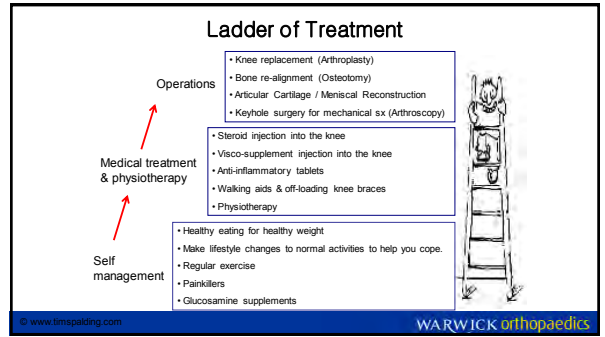 Ladder of Treatment
Operations
• Knee replacement (Arthroplasty)
• Bone re-alignment (Osteotomy)
• Articular Cartilage / Meniscal Reconstruction
• Keyhole surgery for mechanical sx (Arthroscopy)
Medical treatment
& physiotherapy
• Steroid injection into the knee
• Visco-supplement injection into the knee
• Anti-inflammatory tablets
• Walking aids & off-loading knee braces
• Physiotherapy
Self
management
• Healthy eating for healthy weight
• Make lifestyle changes to normal activities to help you cope.
• Regular exercise
• Painkillers
• Glucosamine supplements
© www.timspalding.com
WARWICK orthopaedics